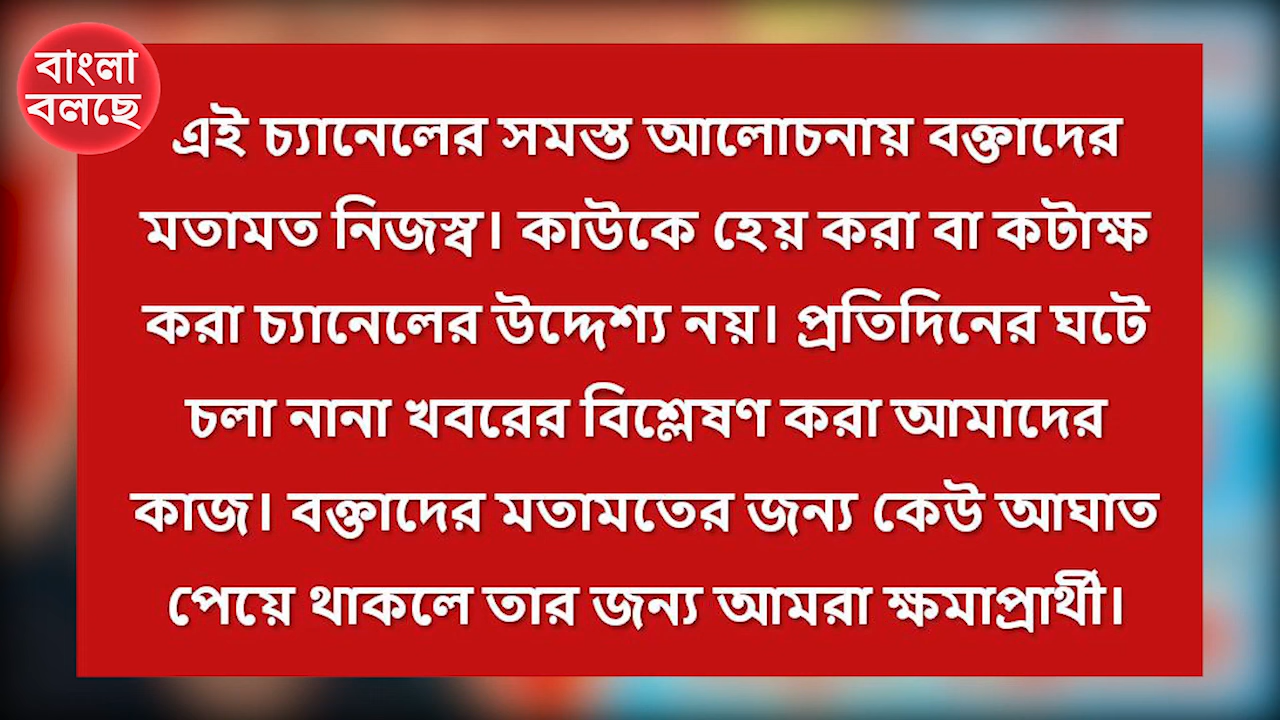 বাংলা
বলছে
এই চ্যানেলের সমস্ত আলোচনায় বক্তাদের
মতামত নিজস্ব। কাউকে হেয় করা বা কটাক্ষ
করা চ্যানেলের উদ্দেশ্য নয়। প্রতিদিনের ঘটে
চলা নানা খবরের বিশ্লেষণ করা আমাদের
কাজ। বক্তাদের মতামতের জন্য কেউ আঘাত
পেয়ে থাকলে তার জন্য আমরা ক্ষমাপ্রার্থী।